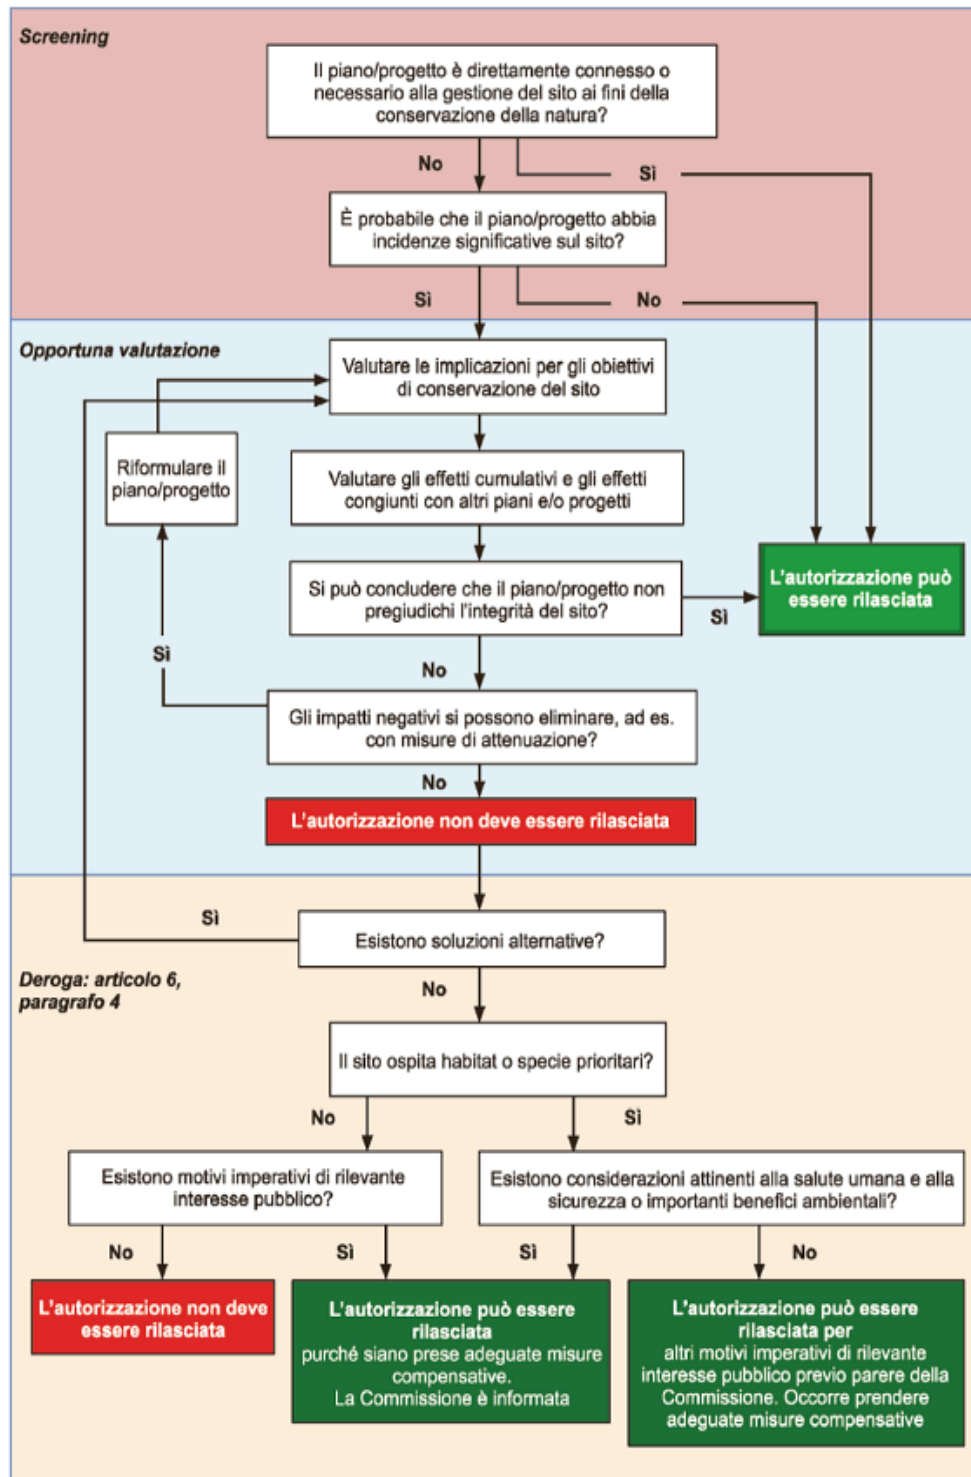 Screening
Il piano/progetto è direttamente connesso o
necessario alla gestione del sito ai fini della
conservazione della natura?
No
Sì
È probabile che il piano/progetto abbia
incidenze significative sul sito?
Sì
No
Opportuna valutazione
Valutare le implicazioni per gli obiettivi
di conservazione del sito
Riformulare il
piano/progetto
Valutare gli effetti cumulativi e gli effetti
congiunti con altri piani e/o progetti
Si può concludere che il piano/progetto non
pregiudichi l'integrità del sito?
Sì
L'autorizzazione può
essere rilasciata
Sì
No
Gli impatti negativi si possono eliminare, ad es.
con misure di attenuazione?
No
L'autorizzazione non deve essere rilasciata
Sì
Esistono soluzioni alternative?
Deroga: articolo 6,
paragrafo 4
No
Il sito ospita habitat o specie prioritari?
No
Sì
Esistono motivi imperativi di rilevante
interesse pubblico?
Esistono considerazioni attinenti alla salute umana e alla
sicurezza o importanti benefici ambientali?
No
Sì
Sì
No
L'autorizzazione non deve
essere rilasciata
L'autorizzazione può essere
rilasciata
purché siano prese adeguate misure
compensative.
La Commissione è informata
L'autorizzazione può essere
rilasciata per
altri motivi imperativi di rilevante
interesse pubblico previo parere della
Commissione. Occorre prendere
adeguate misure compensative